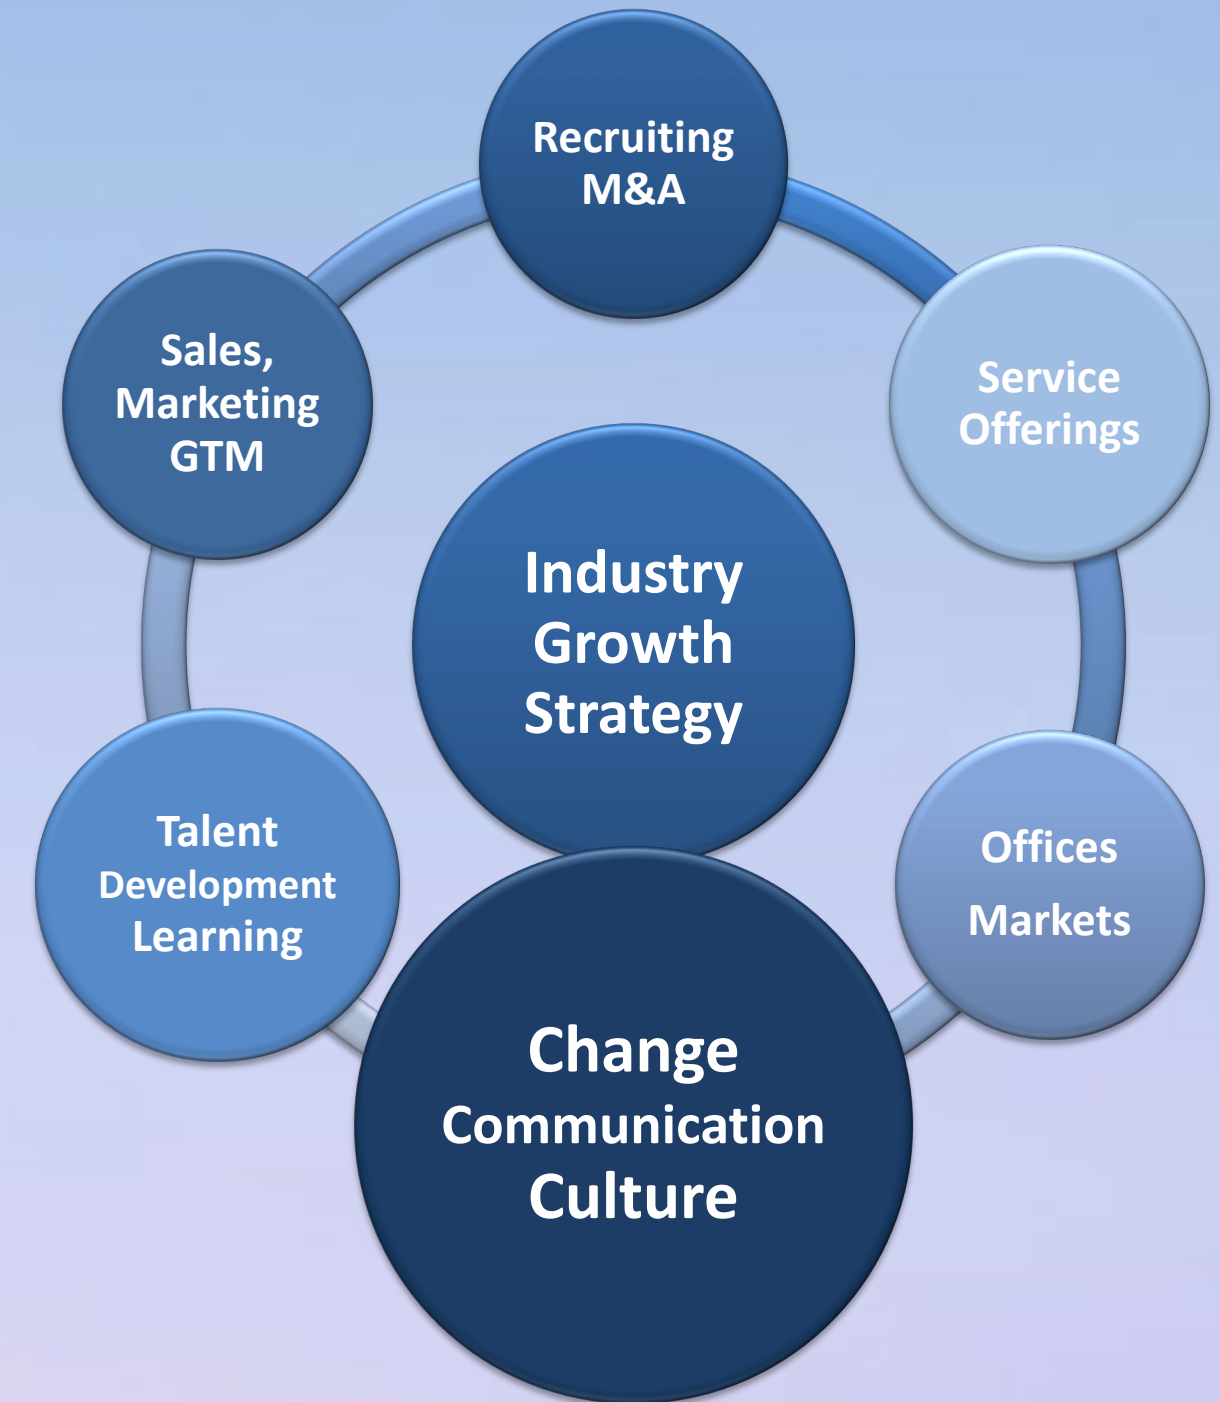 Recruiting
M&A
Service
Offerings
Offices
Markets
Change
Communication
Culture
Talent
Development
Learning
Sales,
Marketing
GTM
Industry
Growth
Strategy